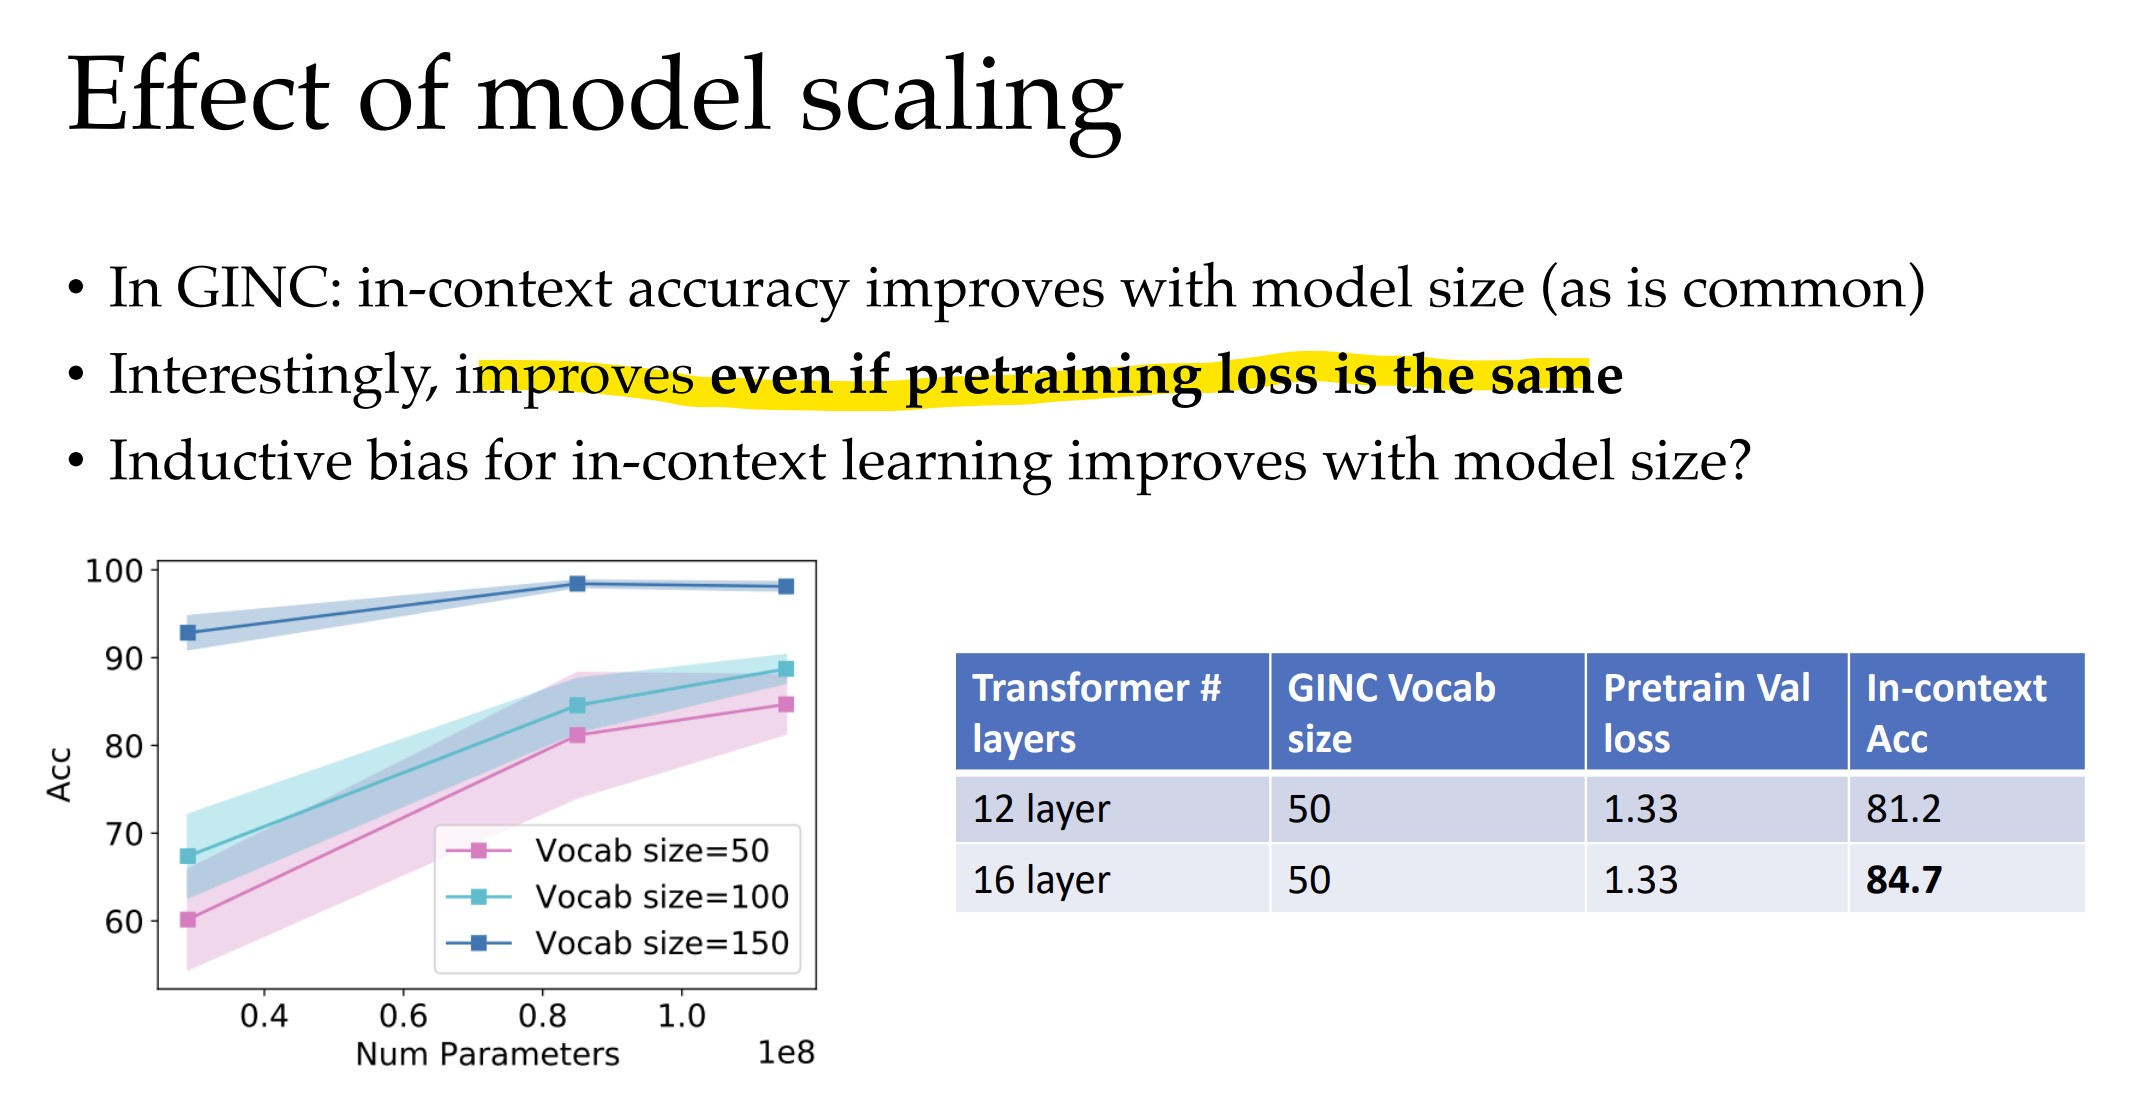 Effect of model scaling
• In GINC: in-context accuracy improves with model size (as is common)
• Interestingly, improves even if pretraining loss is the same
• Inductive bias for in-context learning improves with model size?
100
90
80
70
60
Acc
Vocab size=50
Vocab size=100
Vocab size=150
0.4 0.6 0.8 1.0
Num Parameters 1e8
Transformer # layers GINC Vocab size Pretrain Val loss In-context Acc
12 layer 50 1.33 81.2
16 layer 50 1.33 84.7